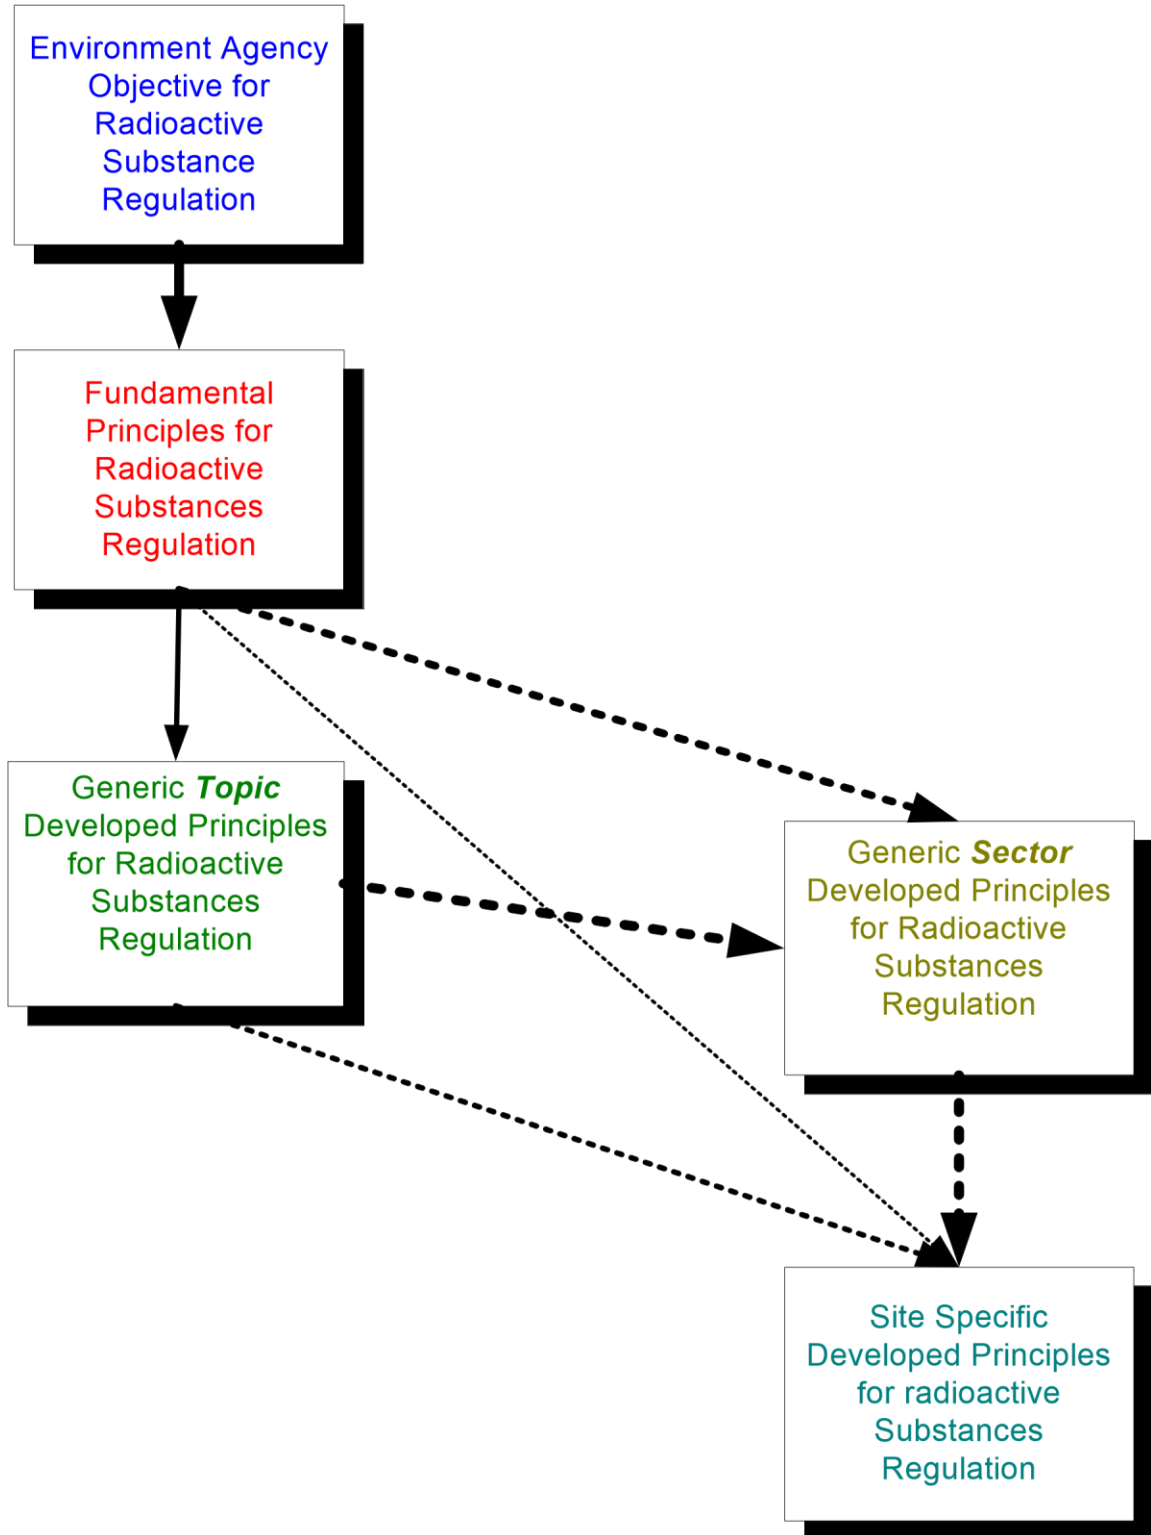 Environment Agency
Objective for
Radioactive
Substance
Regulation
Fundamental
Principles for
Radioactive
Substances
Regulation
Generic Topic
Developed Principles
for Radioactive
Substances
Regulation
Generic Sector
Developed Principles
for Radioactive
Substances
Regulation
Site Specific
Developed Principles
for radioactive
Substances
Regulation